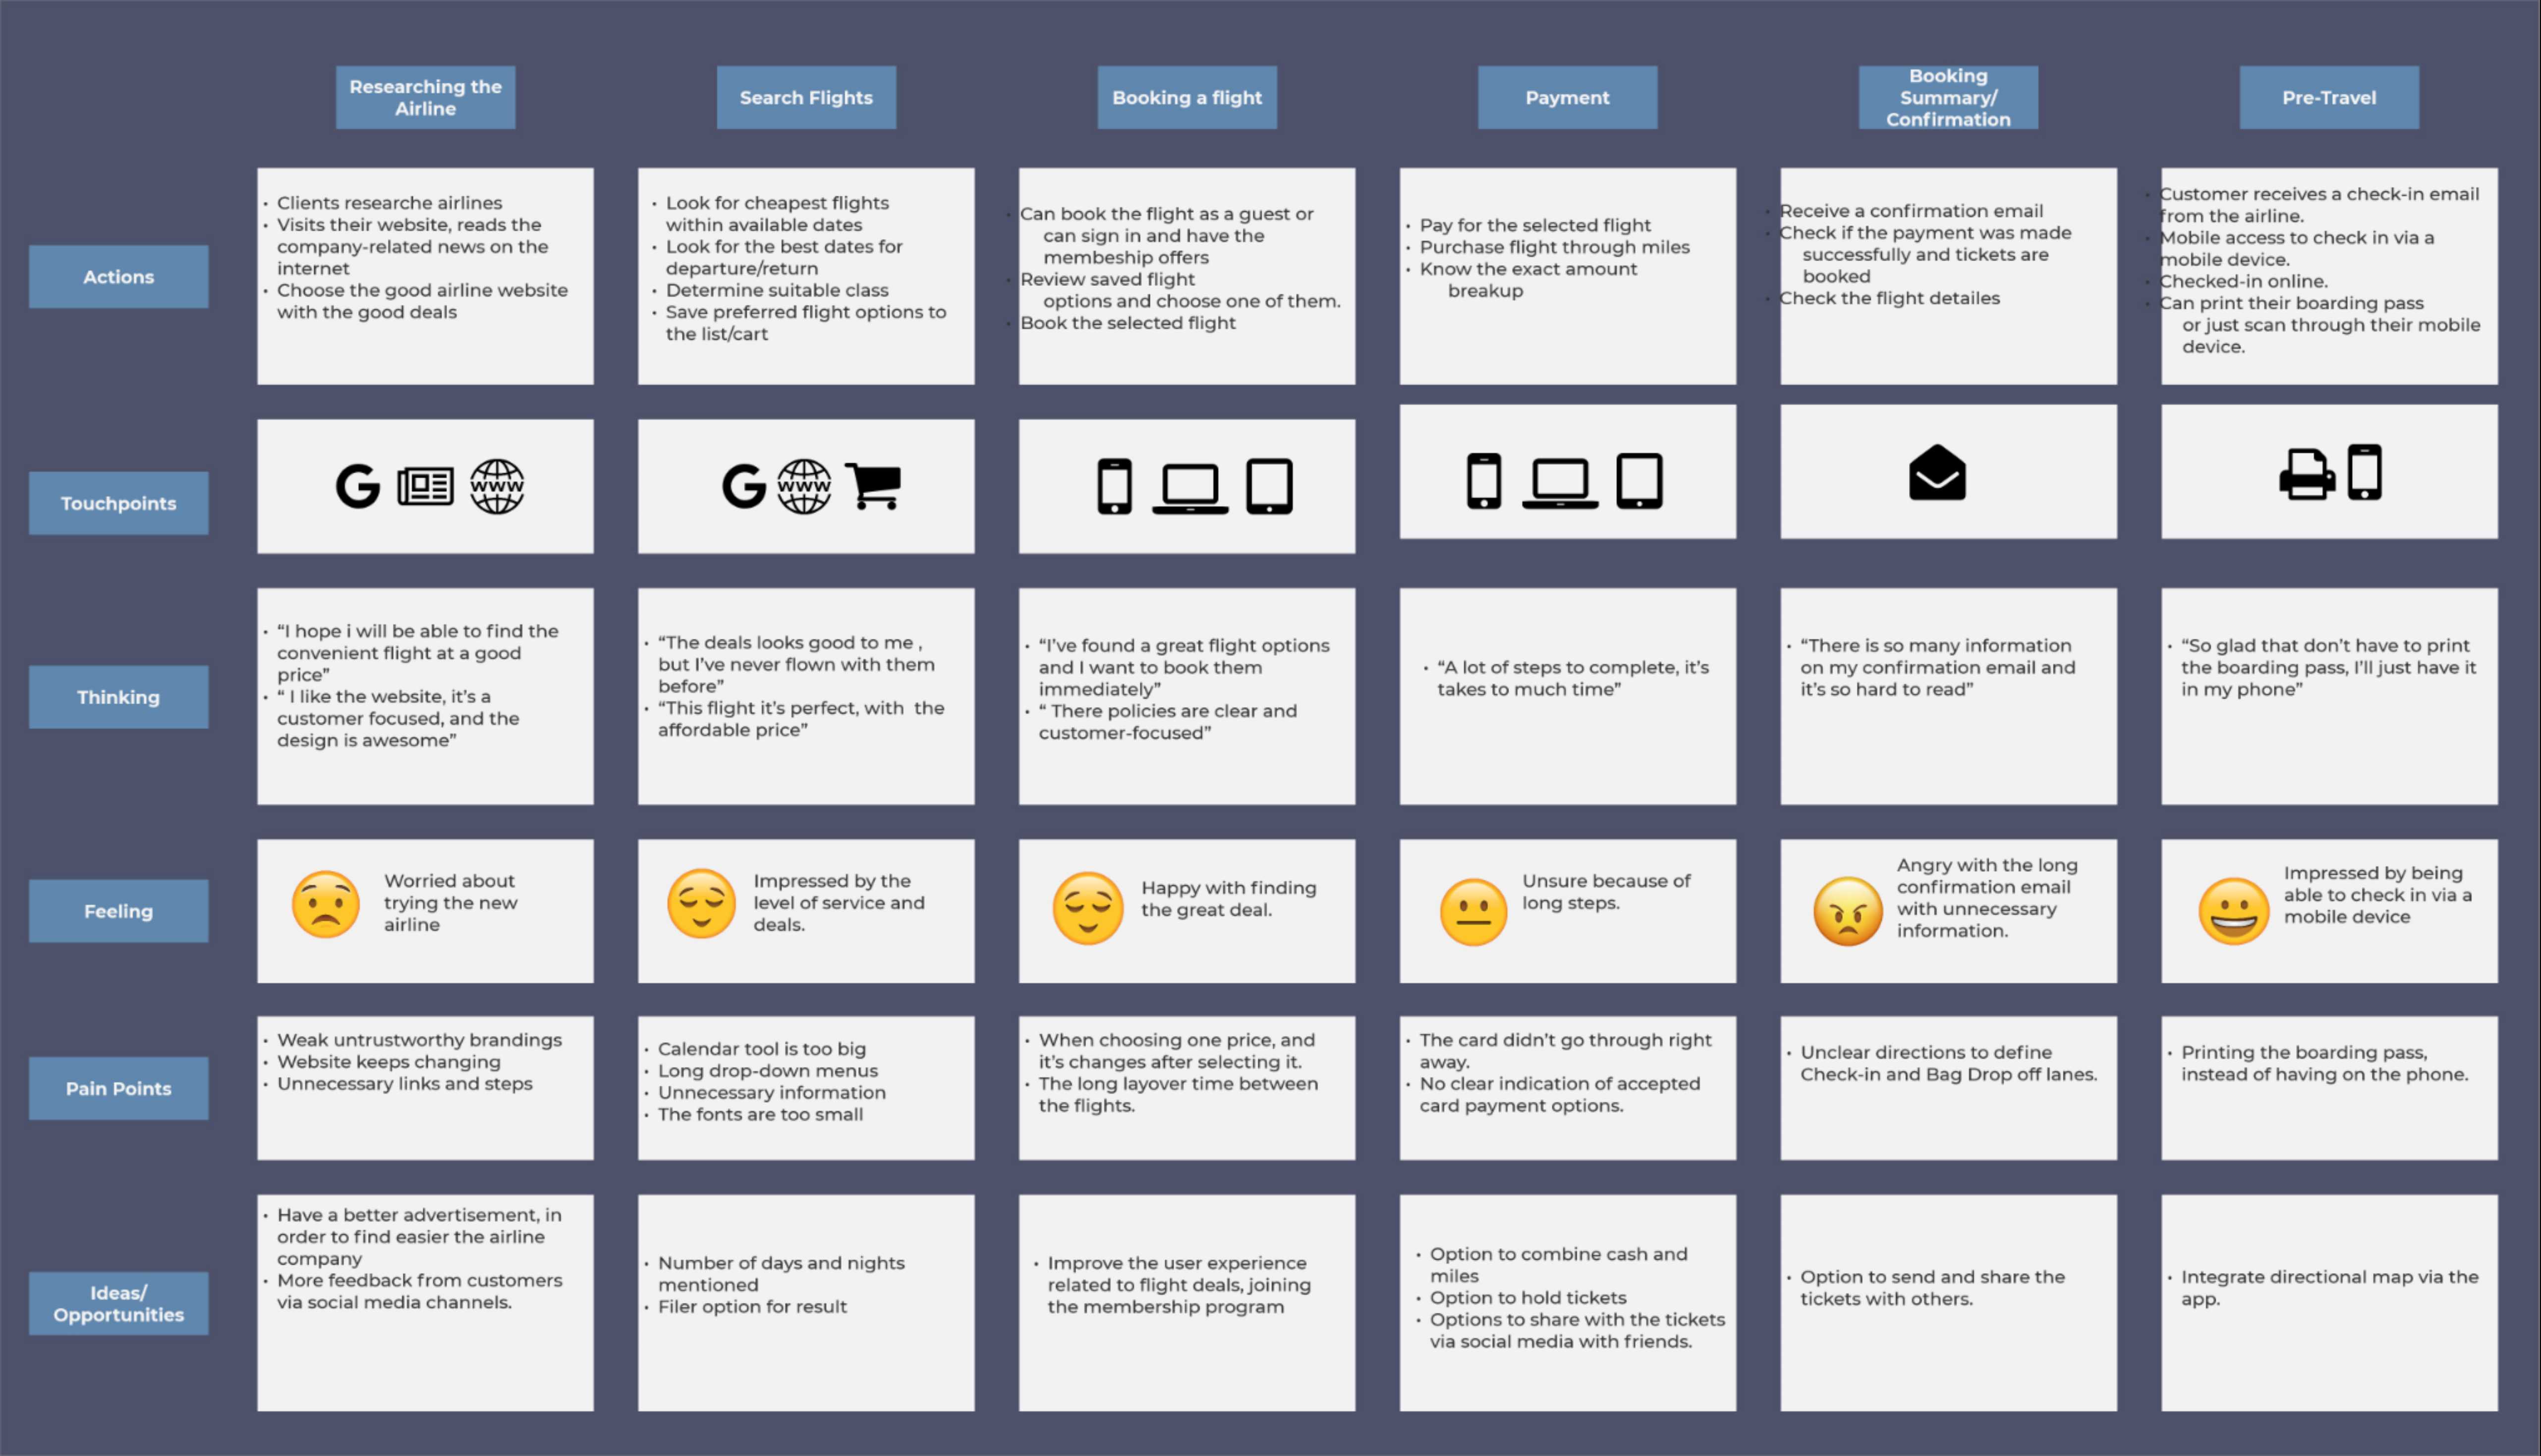 Researching the
Airline
Search Flights
Booking a flight
Payment
Booking
Summary/
Confirmation
Pre-Travel
Actions
• Clients researche airlines
• Visits their website, reads the
company-related news on the
internet
• Choose the good airline website
with the good deals
• Look for cheapest flights
within available dates
• Look for the best dates for
departure/return
• Determine suitable class
• Save preferred flight options to
the list/cart
• Can book the flight as a guest or
can sign in and have the
membeship offers
• Review saved flight
options and choose one of them.
• Book the selected flight
• Pay for the selected flight
• Purchase flight through miles
• Know the exact amount
breakup
• Receive a confirmation email
• Check if the payment was made
successfully and tickets are
booked
• Check the flight detailes
• Customer receives a check-in email
from the airline.
• Mobile access to check in via a
mobile device.
• Checked-in online.
• Can print their boarding pass
or just scan through their mobile
device.
Touchpoints
G
WWW
G
WWW
Thinking
• “I hope i will be able to find the
convenient flight at a good
price”
• “ I like the website, it’s a
customer focused, and the
design is awesome”
• “The deals looks good to me ,
but I’ve never flown with them
before”
• “This flight it’s perfect, with the
affordable price”
• “I’ve found a great flight options
and I want to book them
immediately”
• “ There policies are clear and
customer-focused”
• “A lot of steps to complete, it’s
takes to much time”
• “There is so many information
on my confirmation email and
it’s so hard to read”
• “So glad that don’t have to print
the boarding pass, I’ll just have it
in my phone”
Feeling
Worried about
trying the new
airline
Impressed by the
level of service and
deals.
Happy with finding
the great deal.
Unsure because of
long steps.
Angry with the long
confirmation email
with unnecessary
information.
Impressed by being
able to check in via a
mobile device
Pain Points
• Weak untrustworthy brandings
• Website keeps changing
• Unnecessary links and steps
• Calendar tool is too big
• Long drop-down menus
• Unnecessary information
• The fonts are too small
• When choosing one price, and
it’s changes after selecting it.
• The long layover time between
the flights.
• The card didn’t go through right
away.
• No clear indication of accepted
card payment options.
• Unclear directions to define
Check-in and Bag Drop off lanes.
• Printing the boarding pass,
instead of having on the phone.
Ideas/
Opportunities
• Have a better advertisement, in
order to find easier the airline
company
• More feedback from customers
via social media channels.
• Number of days and nights
mentioned
• Filer option for result
• Improve the user experience
related to flight deals, joining
the membership program
• Option to combine cash and
miles
• Option to hold tickets
• Options to share with the tickets
via social media with friends.
• Option to send and share the
tickets with others.
• Integrate directional map via the
app.